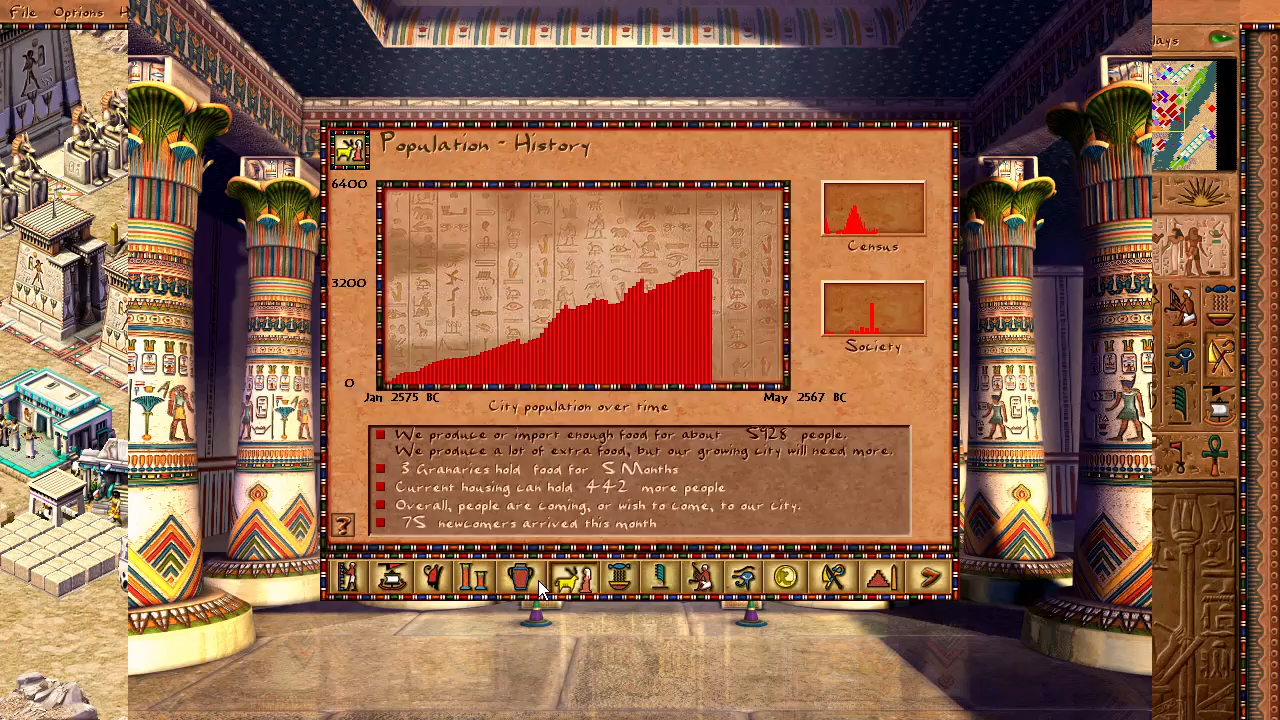 File Options H
lays
Population - History
6400
3200
0
Jan 2575 BC May 2567 BC
City population over time
Census
Society
We produce or import enough food for about 5928 people.
We produce a lot of extra food, but our growing city will need more.
3 Granaries hold food for 5 Months
Current housing can hold 442 more people
Overall, people are coming, or wish to come, to our city.
75 newcomers arrived this month
?